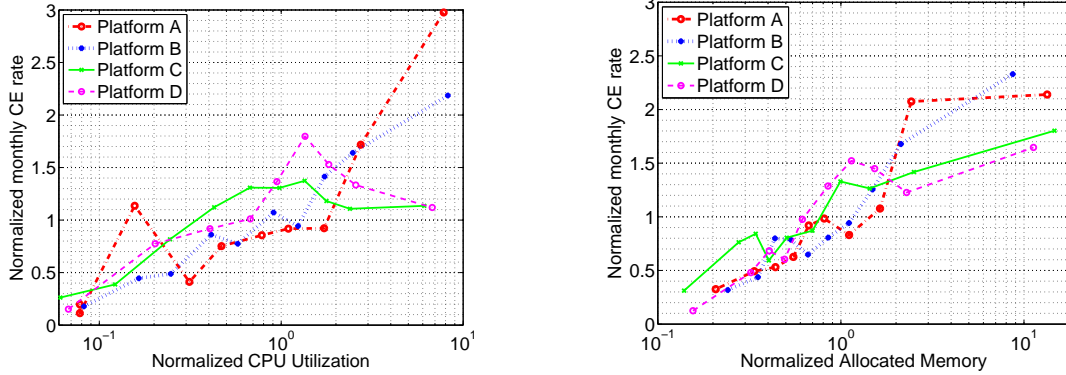 3
2.5
2
1.5
1
0.5
0
Normalized monthly CE rate
Platform A
Platform B
Platform C
Platform D
10⁻¹ 10⁰ 10¹
Normalized CPU Utilization
3
2.5
2
1.5
1
0.5
0
Normalized monthly CE rate
Platform A
Platform B
Platform C
Platform D
10⁻¹ 10⁰ 10¹
Normalized Allocated Memory